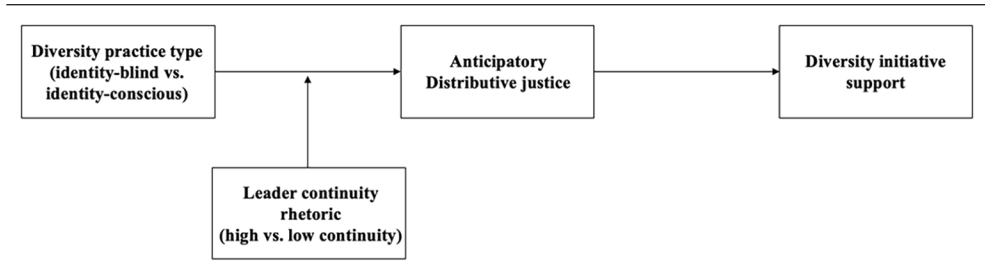 Diversity practice type
(identity-blind vs.
identity-conscious)
Anticipatory
Distributive justice
Diversity initiative
support
Leader continuity
rhetoric
(high vs. low continuity)